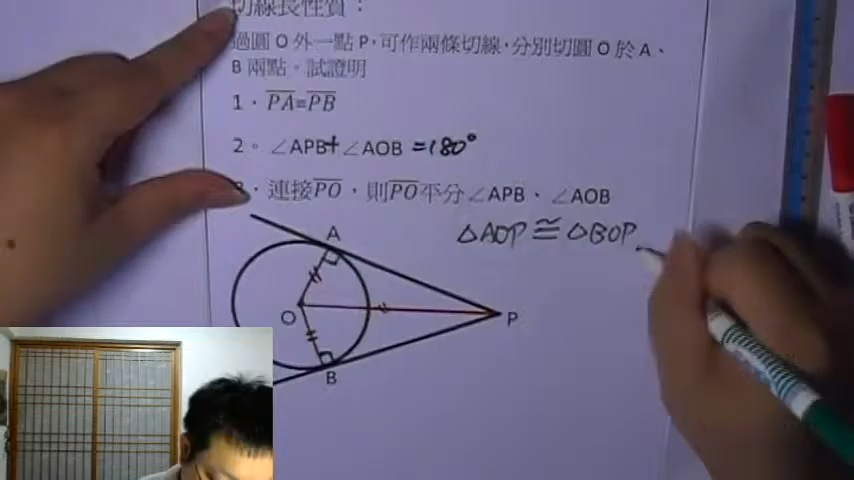 切線長性質：
過圓 O 外一點 P，可作兩條切線，分別切圓 O 於 A、
B 兩點。試證明
1．PA=PB
2。∠APB+∠AOB =180°
3．連接PO，則PO平分∠APB、∠AOB
△AOP≅△BOP
A
O
P
B